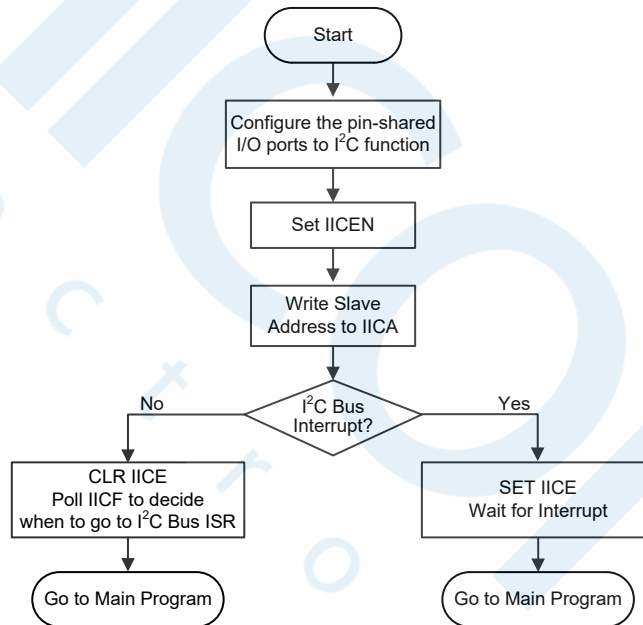 Start
Configure the pin-shared
I/O ports to I²C function
Set IICEN
Write Slave
Address to IICA
I²C Bus
Interrupt?
No
Yes
CLR IICE
Poll IICF to decide
when to go to I²C Bus ISR
SET IICE
Wait for Interrupt
Go to Main Program
Go to Main Program